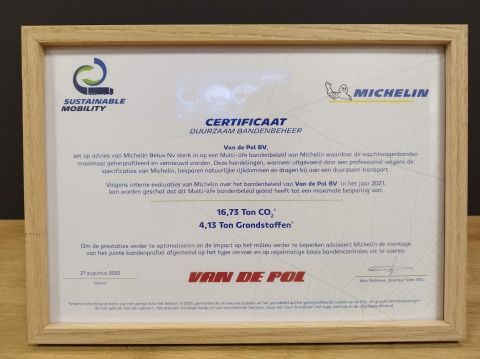 SUSTAINABLE
MOBILITY
MICHELIN
CERTIFICAAT
DUURZAAM BANDENBEHEER
Van de Pol BV,
zet op advies van Michelin Belux Nv sterk in op een Multi-life bandenbeleid van Michelin waardoor de vrachtwagenbanden
maximaal geherprofileerd en vernieuwd worden. Deze handelingen, wanneer uitgevoerd door een professional volgens de
specificaties van Michelin, besparen natuurlijke rijkdommen en dragen bij aan een duurzaam transport.
Volgens interne evaluaties van Michelin over het bandenbeleid van Van de Pol BV in het jaar 2021,
kan worden geschat dat dit Multi-life bandenbeleid geleid heeft tot een maximale besparing van:
16,73 Ton CO₂*
4,13 Ton Grondstoffen*
Om de prestaties verder te optimaliseren en de impact op het milieu verder te beperken adviseert Michelin de montage
van het juiste bandenprofiel afgestemd op het type vervoer en op regelmatige basis bandencontroles uit te voeren.
21 augustus 2022
Datum
VAN DE POL